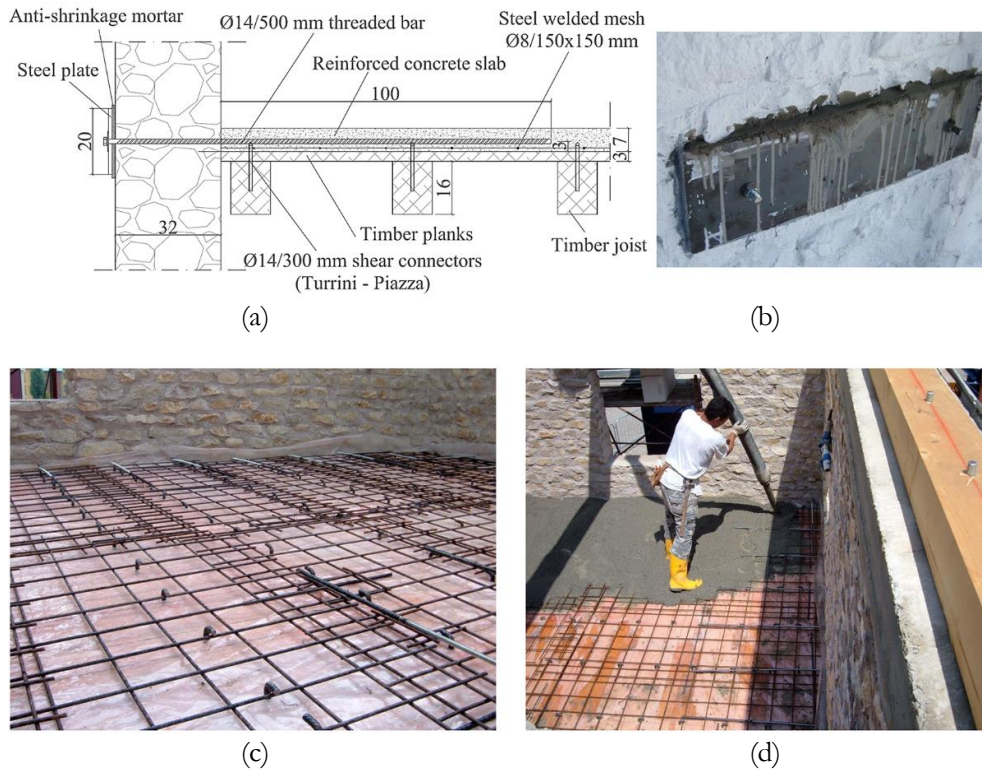 Anti-shrinkage mortar
Ø14/500 mm threaded bar
Steel welded mesh
Ø8/150x150 mm
Steel plate
Reinforced concrete slab
100
20
3
7
3
16
32
Timber planks
Timber joist
Ø14/300 mm shear connectors
(Turrini - Piazza)
(a)
(b)
(c)
(d)